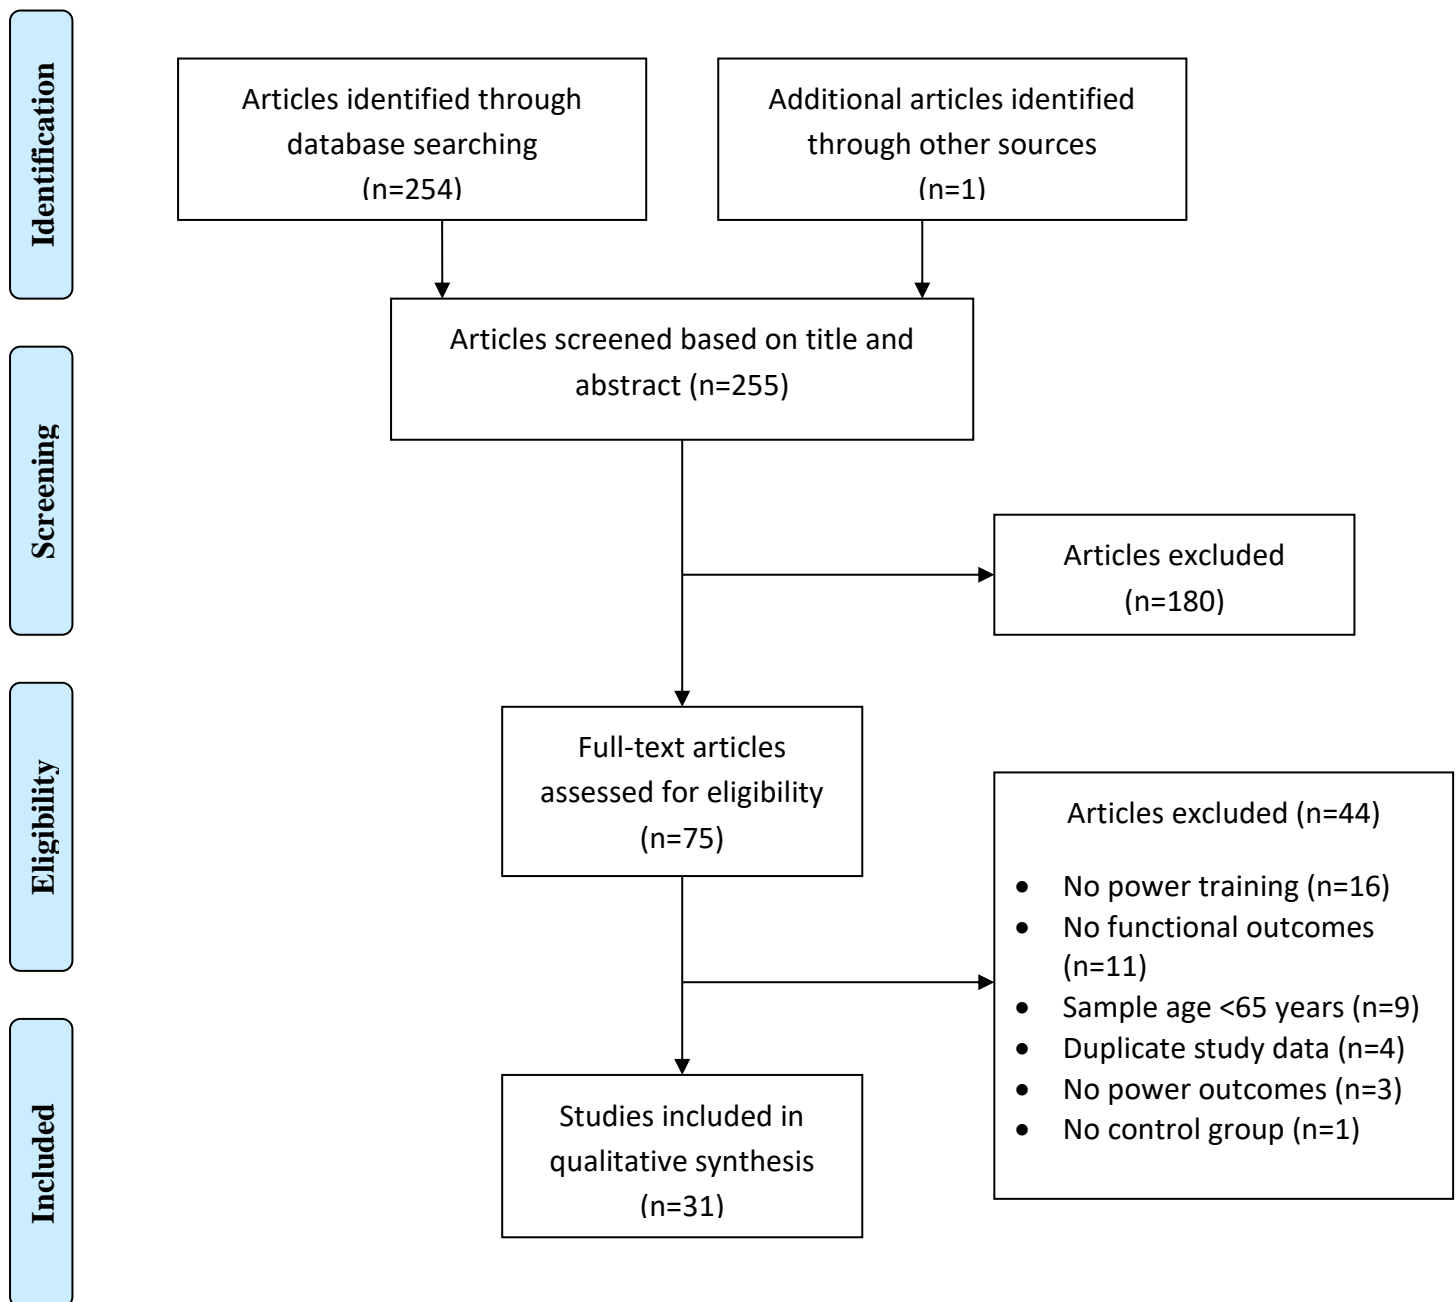 Identification
Articles identified through
database searching
(n=254)
Additional articles identified
through other sources
(n=1)
Screening
Articles screened based on title and
abstract (n=255)
Articles excluded
(n=180)
Eligibility
Full-text articles
assessed for eligibility
(n=75)
Articles excluded (n=44)
• No power training (n=16)
• No functional outcomes
(n=11)
• Sample age <65 years (n=9)
• Duplicate study data (n=4)
• No power outcomes (n=3)
• No control group (n=1)
Included
Studies included in
qualitative synthesis
(n=31)